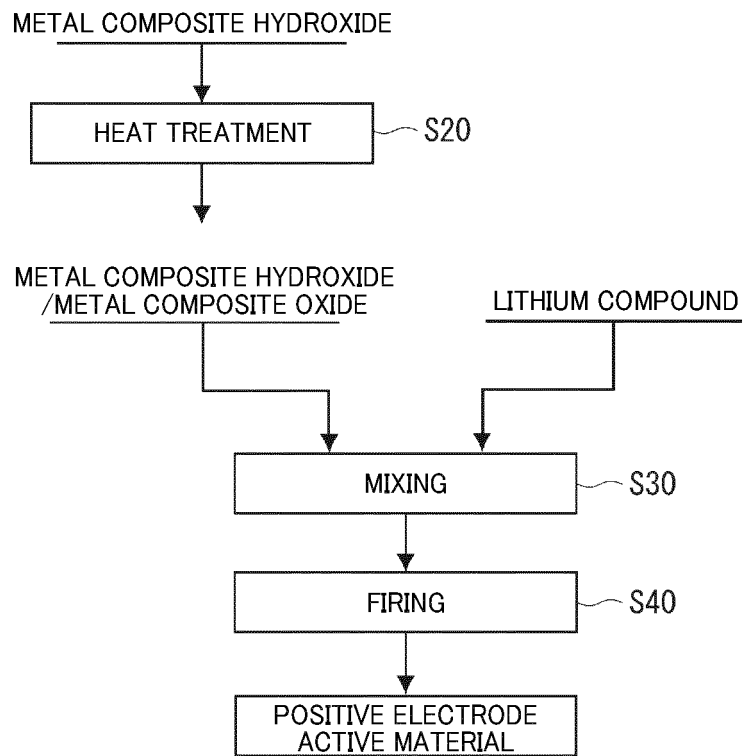 METAL COMPOSITE HYDROXIDE
HEAT TREATMENT
S20
METAL COMPOSITE HYDROXIDE
/METAL COMPOSITE OXIDE
LITHIUM COMPOUND
MIXING
S30
FIRING
S40
POSITIVE ELECTRODE
ACTIVE MATERIAL